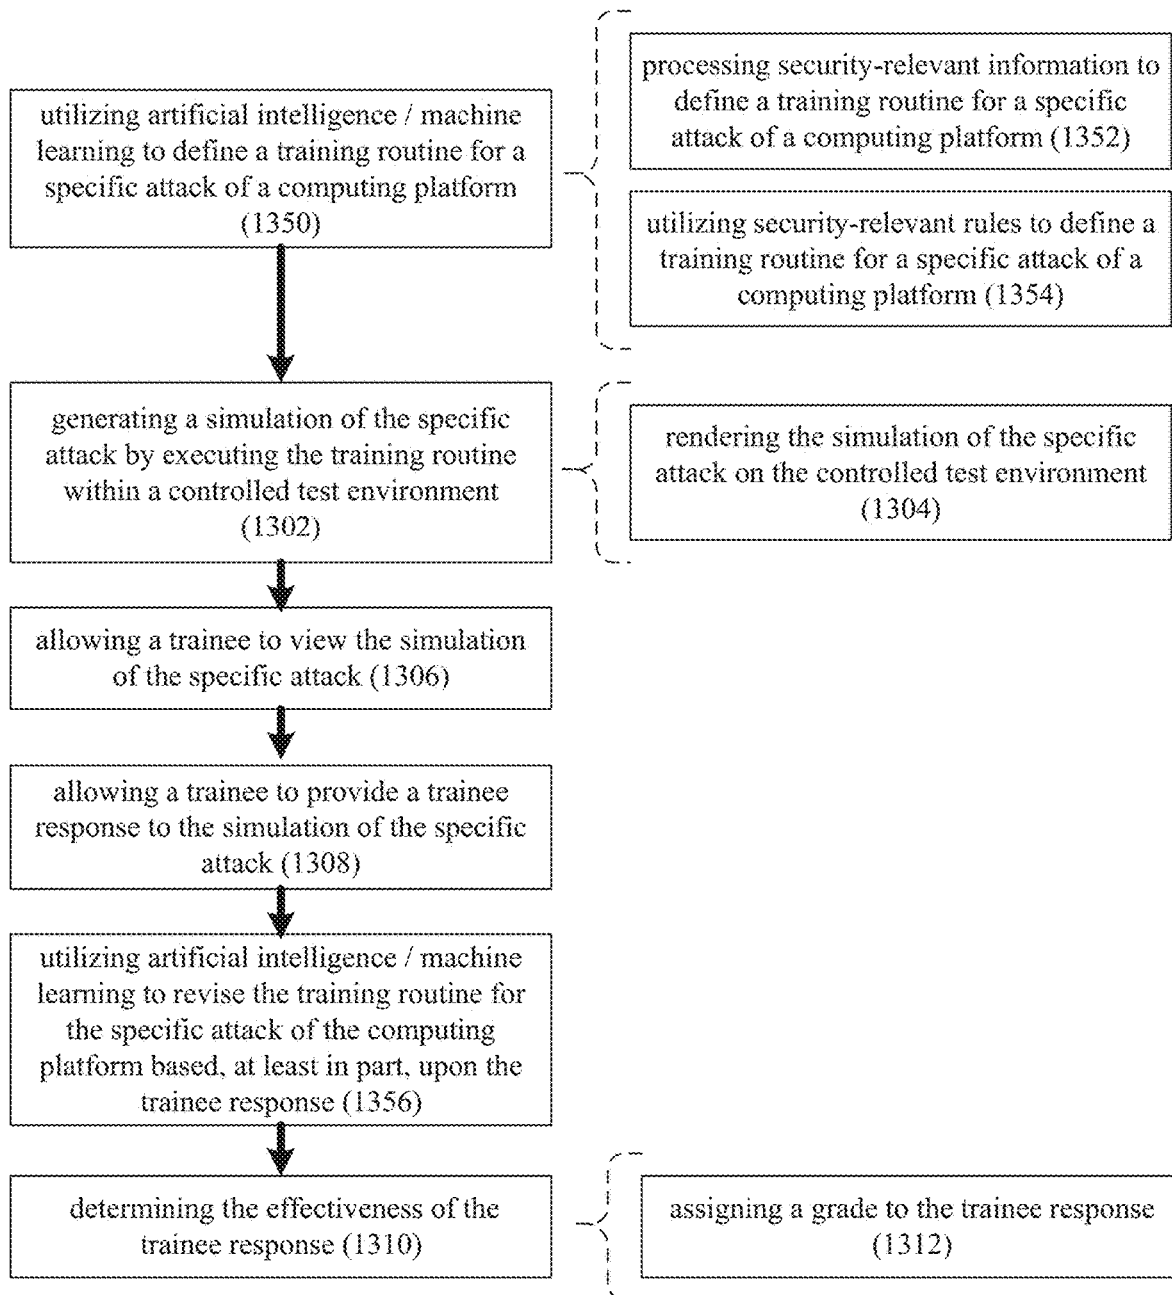 utilizing artificial intelligence / machine
learning to define a training routine for a
specific attack of a computing platform
(1350)
processing security-relevant information to
define a training routine for a specific
attack of a computing platform (1352)
utilizing security-relevant rules to define a
training routine for a specific attack of a
computing platform (1354)
generating a simulation of the specific
attack by executing the training routine
within a controlled test environment
(1302)
rendering the simulation of the specific
attack on the controlled test environment
(1304)
allowing a trainee to view the simulation
of the specific attack (1306)
allowing a trainee to provide a trainee
response to the simulation of the specific
attack (1308)
utilizing artificial intelligence / machine
learning to revise the training routine for
the specific attack of the computing
platform based, at least in part, upon the
trainee response (1356)
determining the effectiveness of the
trainee response (1310)
assigning a grade to the trainee response
(1312)